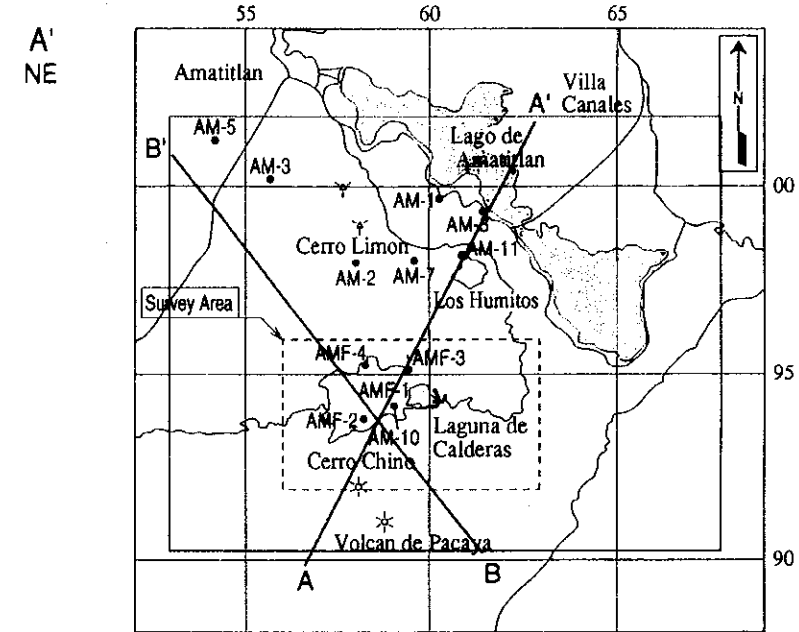 A'
NE
55
60
65
N
Amatitlan
Villa
Canales
A'
AM-5
B'
Lago de
Amatitlan
AM-3
00
AM-1
Cerro Limon
AM-11
AM-2
AM-7
Los Humitos
Survey Area
AMF-4
AMF-3
95
AMF-1
AMF-2
Laguna de
Calderas
AM-10
Cerro Chino
Volcan de Pacaya
90
A
B